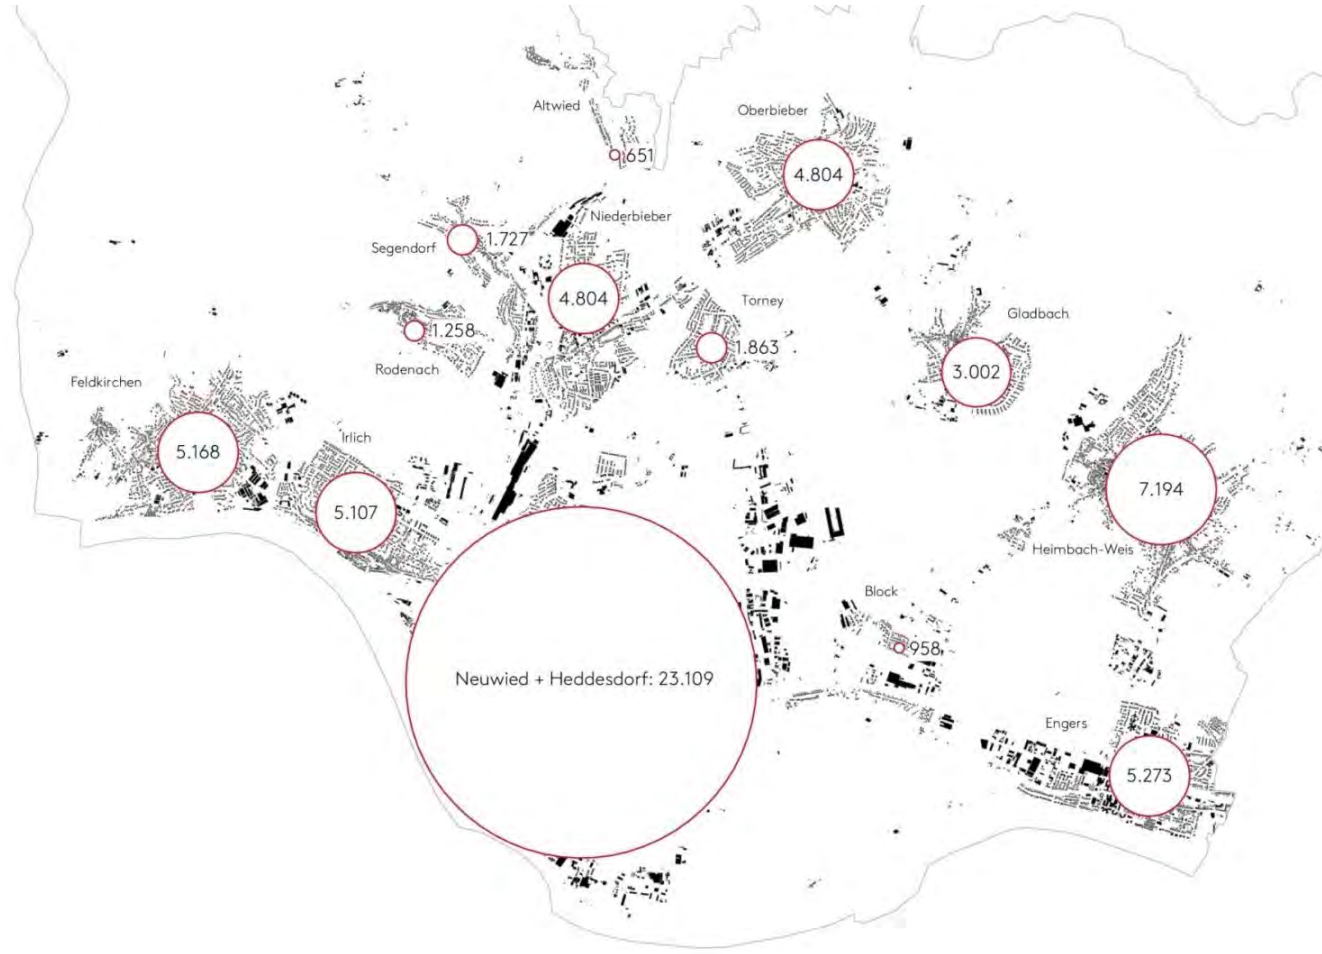 Altwied
651
Oberbieber
4.804
Niederbieber
4.804
Segendorf
1.727
Rodenach
1.258
Torney
1.863
Gladbach
3.002
Feldkirchen
5.168
Irlich
5.107
7.194
Heimbach-Weis
Block
958
Neuwied + Heddesdorf: 23.109
Engers
5.273